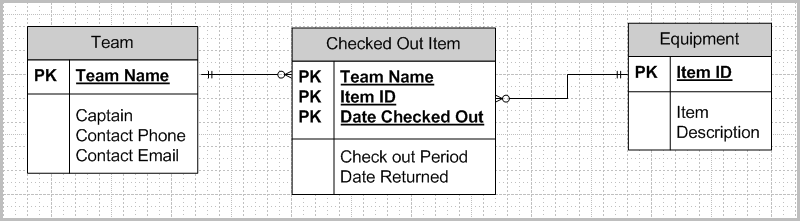 Team
PK Team Name
Captain
Contact Phone
Contact Email
Checked Out Item
PK Team Name
PK Item ID
PK Date Checked Out
Check out Period
Date Returned
Equipment
PK Item ID
Item
Description